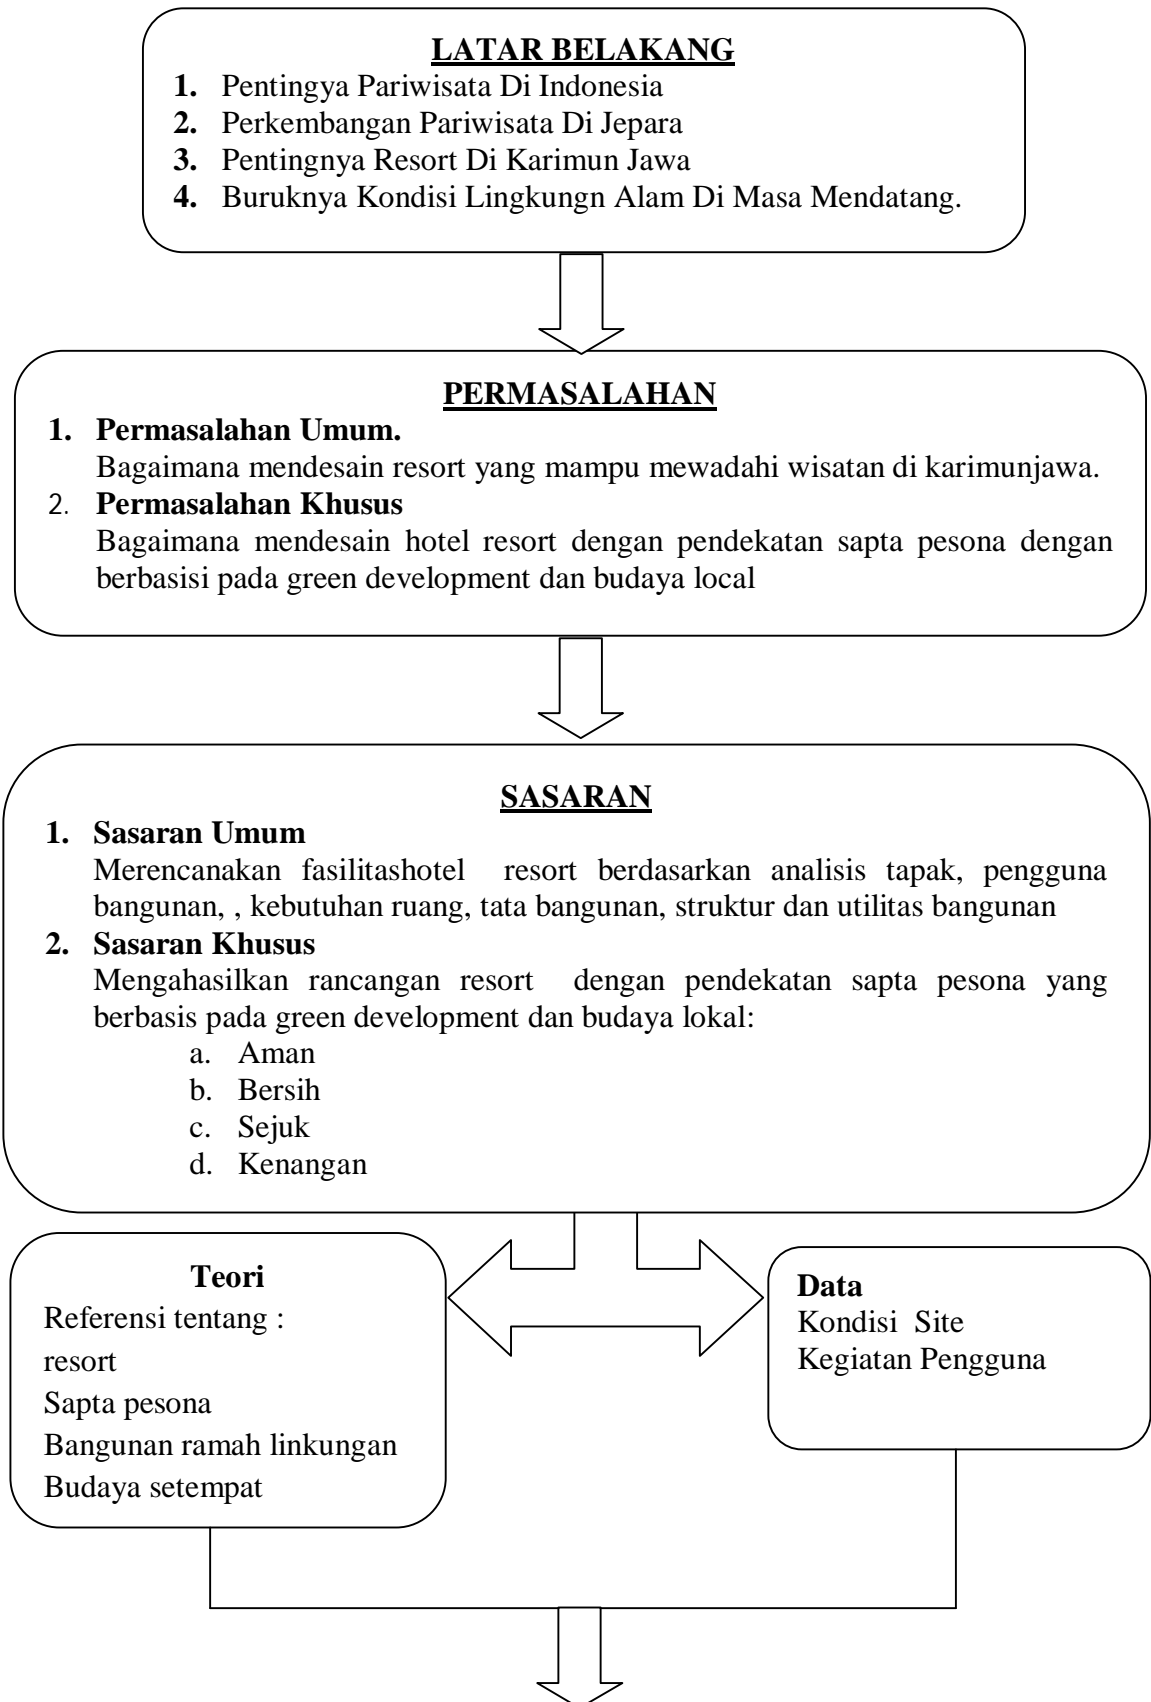 LATAR BELAKANG
1. Pentingya Pariwisata Di Indonesia
2. Perkembangan Pariwisata Di Jepara
3. Pentingnya Resort Di Karimun Jawa
4. Buruknya Kondisi Lingkungn Alam Di Masa Mendatang.
PERMASALAHAN
1. Permasalahan Umum.
Bagaimana mendesain resort yang mampu mewadahi wisatan di karimunjawa.
2. Permasalahan Khusus
Bagaimana mendesain hotel resort dengan pendekatan sapta pesona dengan
berbasisi pada green development dan budaya local
SASARAN
1. Sasaran Umum
Merencanakan fasilitashotel resort berdasarkan analisis tapak, pengguna
bangunan, , kebutuhan ruang, tata bangunan, struktur dan utilitas bangunan
2. Sasaran Khusus
Mengahasilkan rancangan resort dengan pendekatan sapta pesona yang
berbasis pada green development dan budaya lokal:
a. Aman
b. Bersih
c. Sejuk
d. Kenangan
Teori
Referensi tentang :
resort
Sapta pesona
Bangunan ramah linkungan
Budaya setempat
Data
Kondisi Site
Kegiatan Pengguna